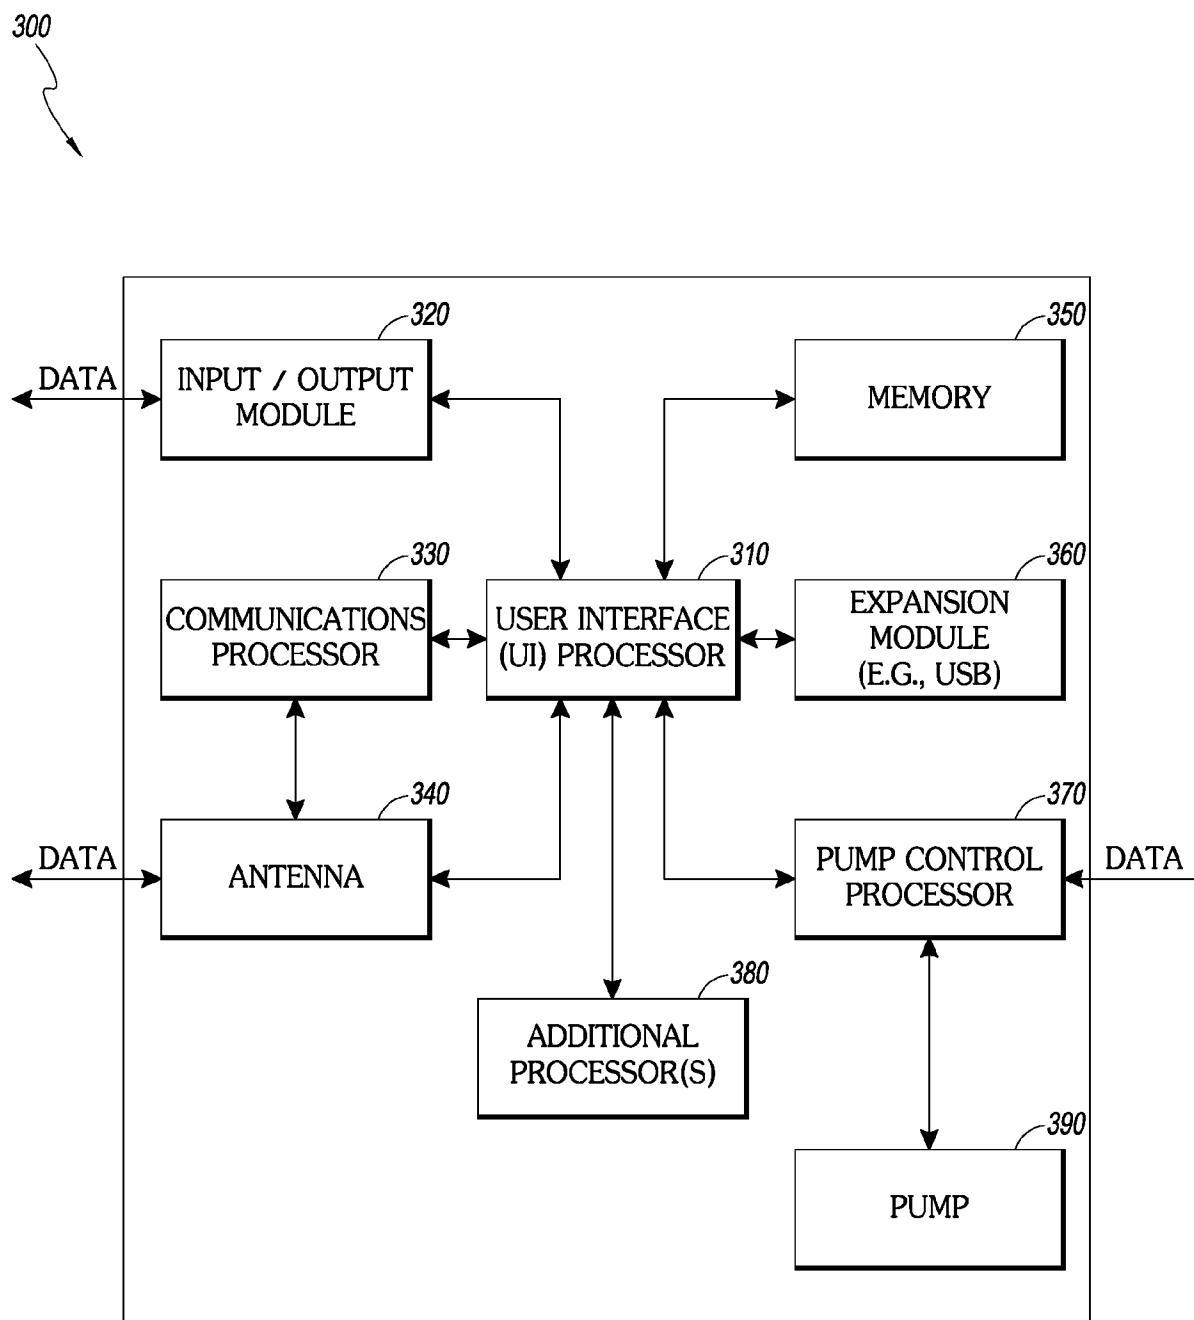 300
320
DATA
INPUT / OUTPUT
MODULE
350
MEMORY
330
COMMUNICATIONS
PROCESSOR
310
USER INTERFACE
(UI) PROCESSOR
360
EXPANSION
MODULE
(E.G., USB)
340
DATA
ANTENNA
370
PUMP CONTROL
PROCESSOR
DATA
380
ADDITIONAL
PROCESSOR(S)
390
PUMP